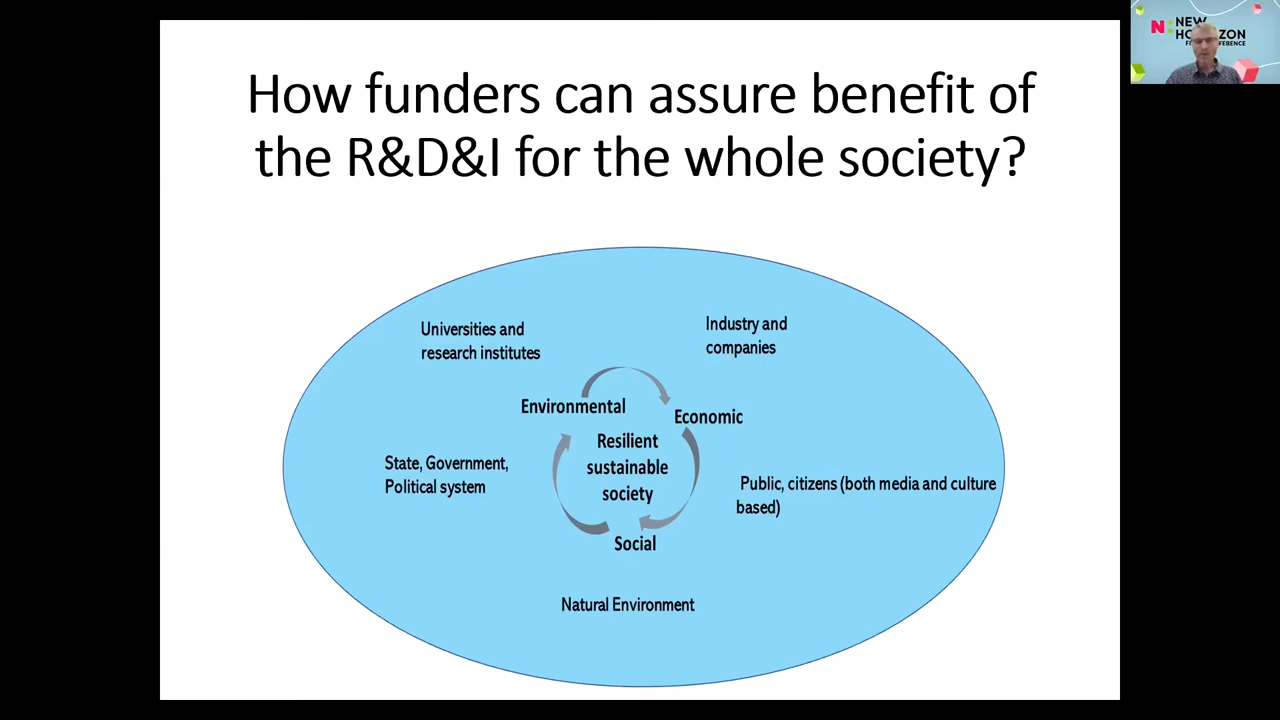 How funders can assure benefit of
the R&D&I for the whole society?
Universities and
research institutes
Industry and
companies
Environmental
Economic
Resilient
sustainable
society
State, Government,
Political system
Public, citizens (both media and culture
based)
Social
Natural Environment
N:
NEW